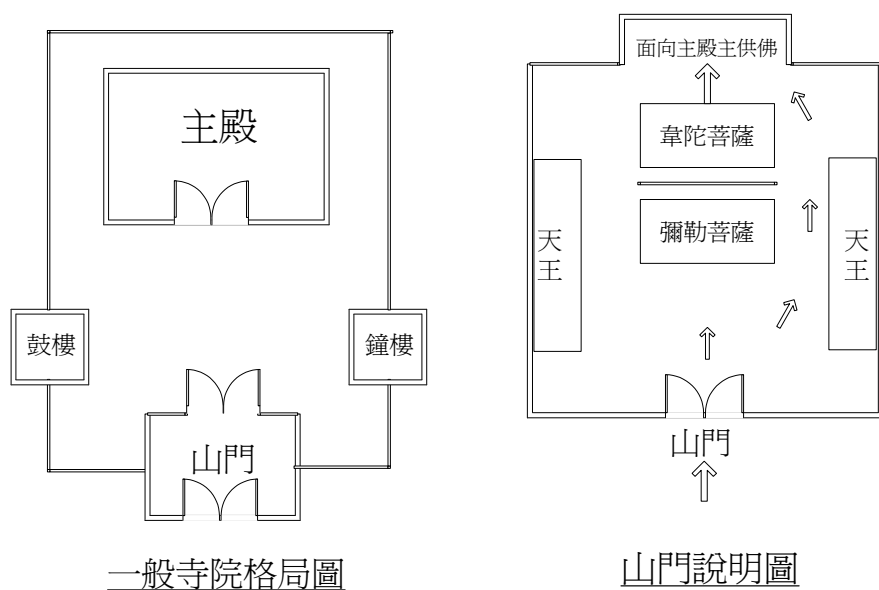 主殿
鼓樓
鐘樓
山門
一般寺院格局圖
面向主殿主供佛
韋陀菩薩
彌勒菩薩
天王
天王
山門
山門說明圖